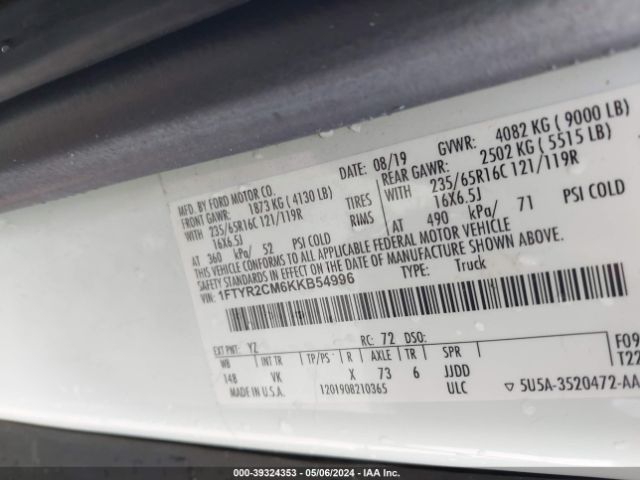 MFD. BY FORD MOTOR CO.
DATE: 08/19
GVWR: 4082 KG ( 9000 LB)
FRONT GAWR: 1873 KG ( 4130 LB)
REAR GAWR: 2502 KG ( 5515 LB)
WITH 235/65R16C 121/119R TIRES
WITH 235/65R16C 121/119R
16X6.5J RIMS
16X6.5J
AT 360 kPa/ 52 PSI COLD
AT 490 kPa/ 71 PSI COLD
THIS VEHICLE CONFORMS TO ALL APPLICABLE FEDERAL MOTOR VEHICLE
SAFETY STANDARDS IN EFFECT ON THE DATE OF MANUFACTURE SHOWN ABOVE.
VIN: 1FTYR2CM6KKB54996
TYPE: Truck
EXT PNT: YZ RC: 72 DSO:
WB INT TR TP/PS R AXLE TR SPR
148 VK X 73 6 JJDD
MADE IN U.S.A. 1201908210365 ULC
F09
T22
5U5A-3520472-AA
000-39324353 - 05/06/2024 - IAA Inc.